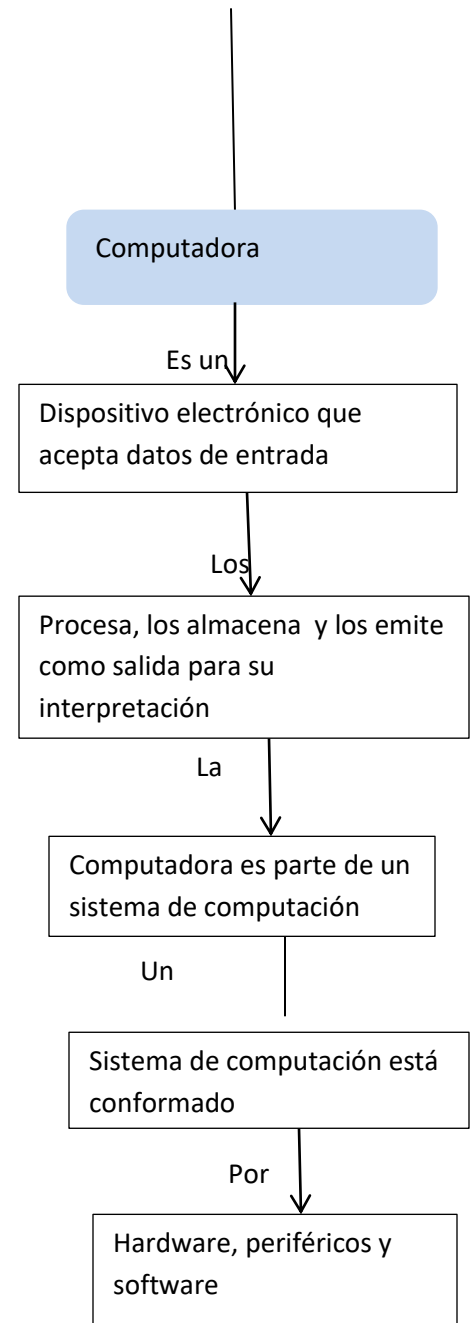 Computadora
Es un
Dispositivo electrónico que
acepta datos de entrada
Los
Procesa, los almacena  y los emite
como salida para su
interpretación
La
Computadora es parte de un
sistema de computación
Un
Sistema de computación está
conformado
Por
Hardware, periféricos y
software